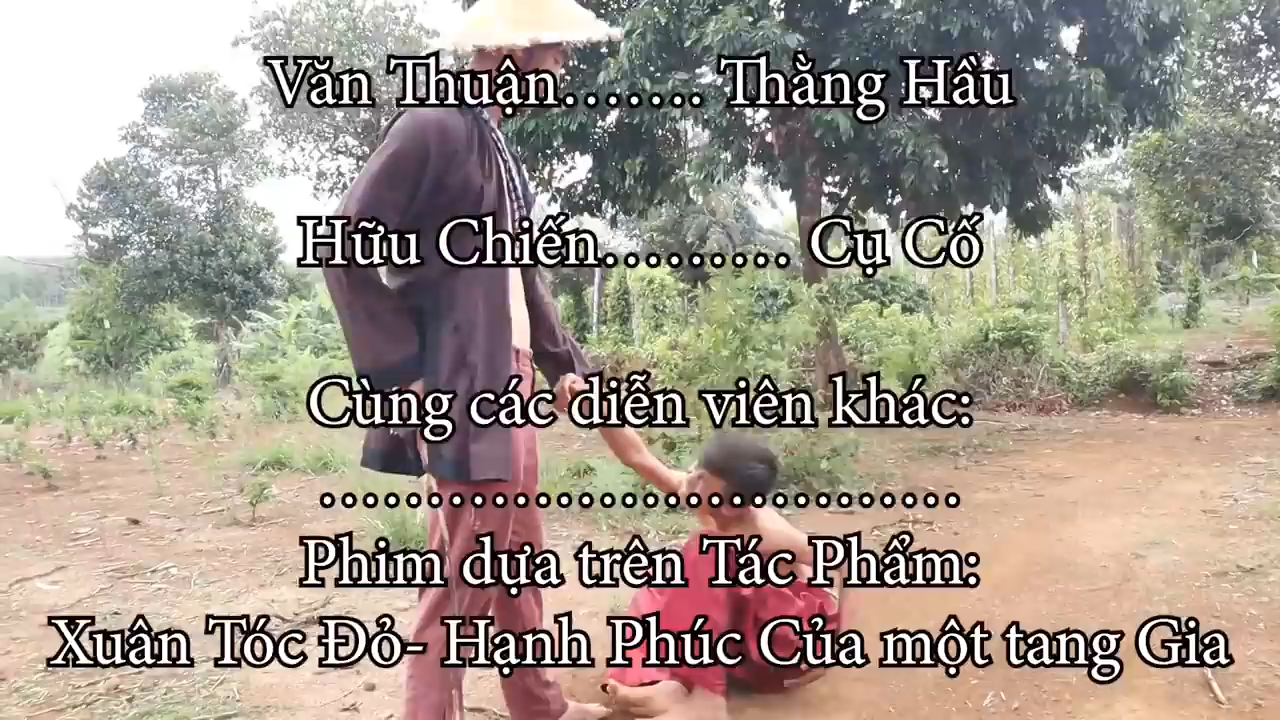 Văn Thuận....... Thằng Hầu
Hữu Chiến......... Cụ Cố
Cùng các diễn viên khác:
................................
Phim dựa trên Tác Phẩm:
Xuân Tóc Đỏ- Hạnh Phúc Của một tang Gia